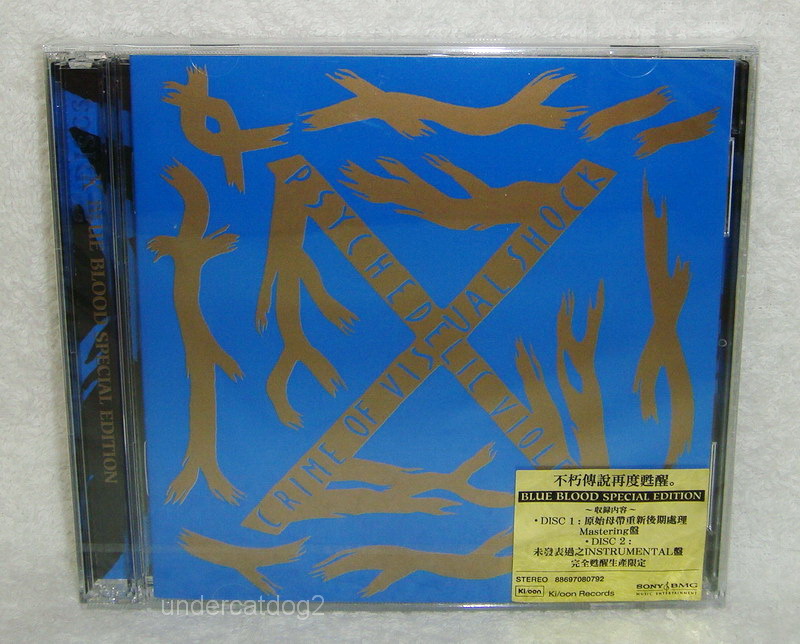 PSYCHEDELIC VIOL
CRIME OF VISUAL SHOCK
BLUE BLOOD SPECIAL EDITION
不朽傳說再度甦醒。
BLUE BLOOD SPECIAL EDITION
～収録内容～
・DISC 1：原始母帶重新後期處理
Mastering盤
・DISC 2：
未發表過之INSTRUMENTAL盤
完全甦醒生產限定
STEREO 88697080792
Ki/oon Ki/oon Records
SONY BMG
MUSIC ENTERTAINMENT
undercatdog2